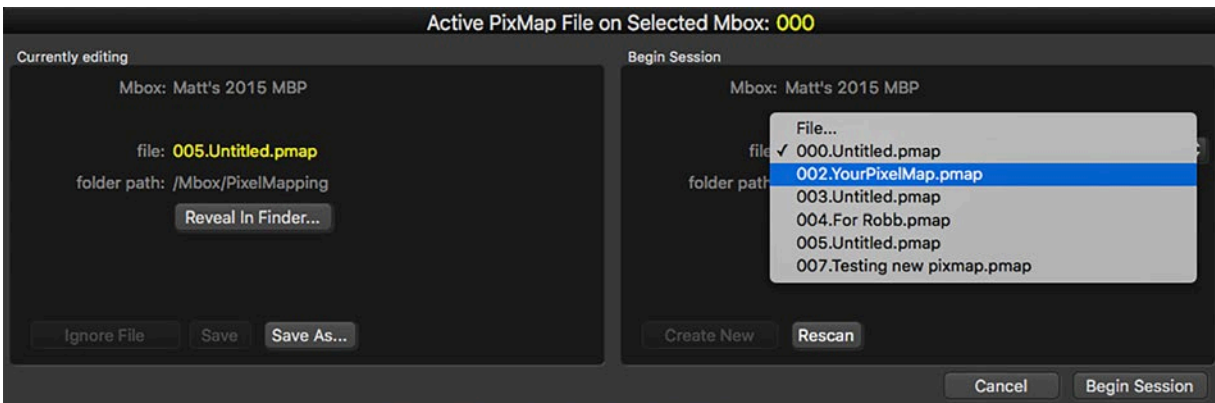 Active PixMap File on Selected Mbox: 000
Currently editing
Mbox: Matt's 2015 MBP
file: 005.Untitled.pmap
folder path: /Mbox/PixelMapping
Reveal In Finder...
Ignore File
Save
Save As...
Begin Session
Mbox: Matt's 2015 MBP
file
folder path
File...
✓ 000.Untitled.pmap
002.YourPixelMap.pmap
003.Untitled.pmap
004.For Robb.pmap
005.Untitled.pmap
007.Testing new pixmap.pmap
Create New
Rescan
Cancel
Begin Session